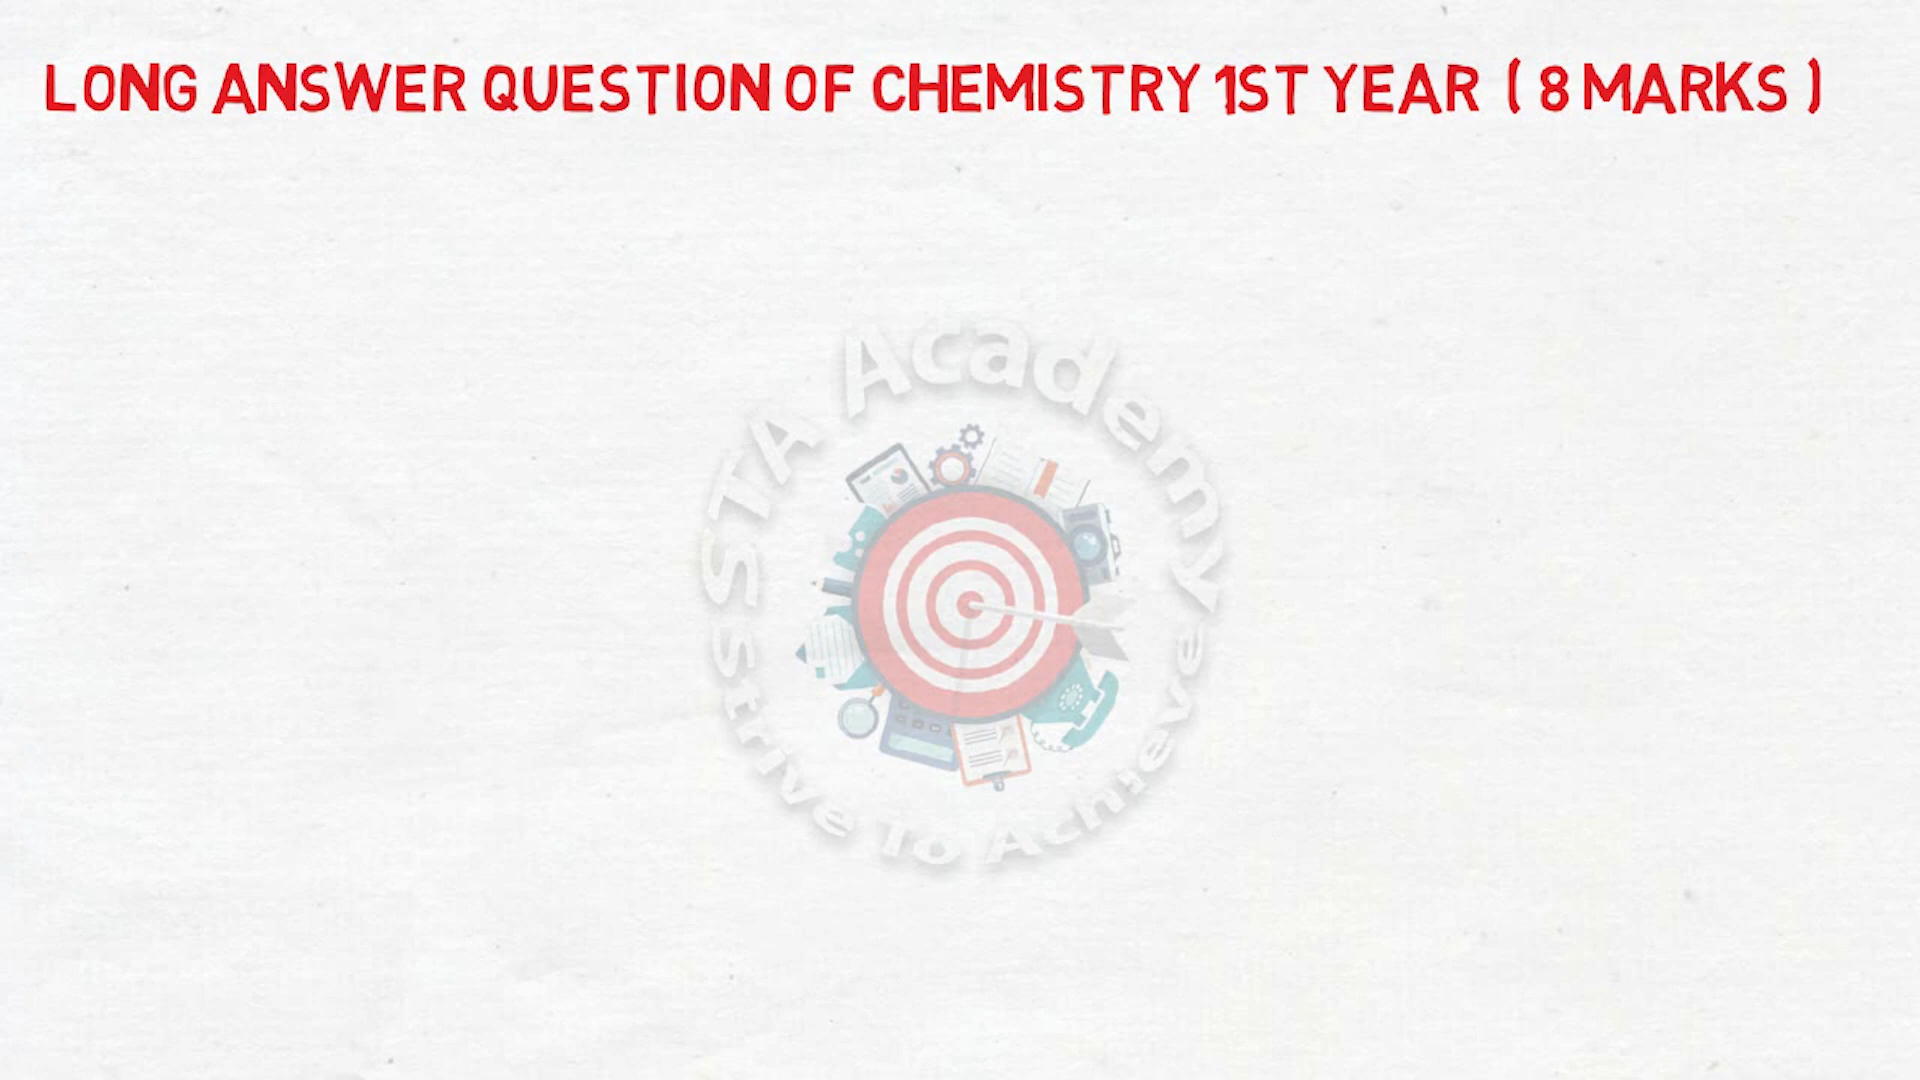 LONG ANSWER QUESTION OF CHEMISTRY 1ST YEAR ( 8 MARKS )
STA Academy
Strive To Achieve